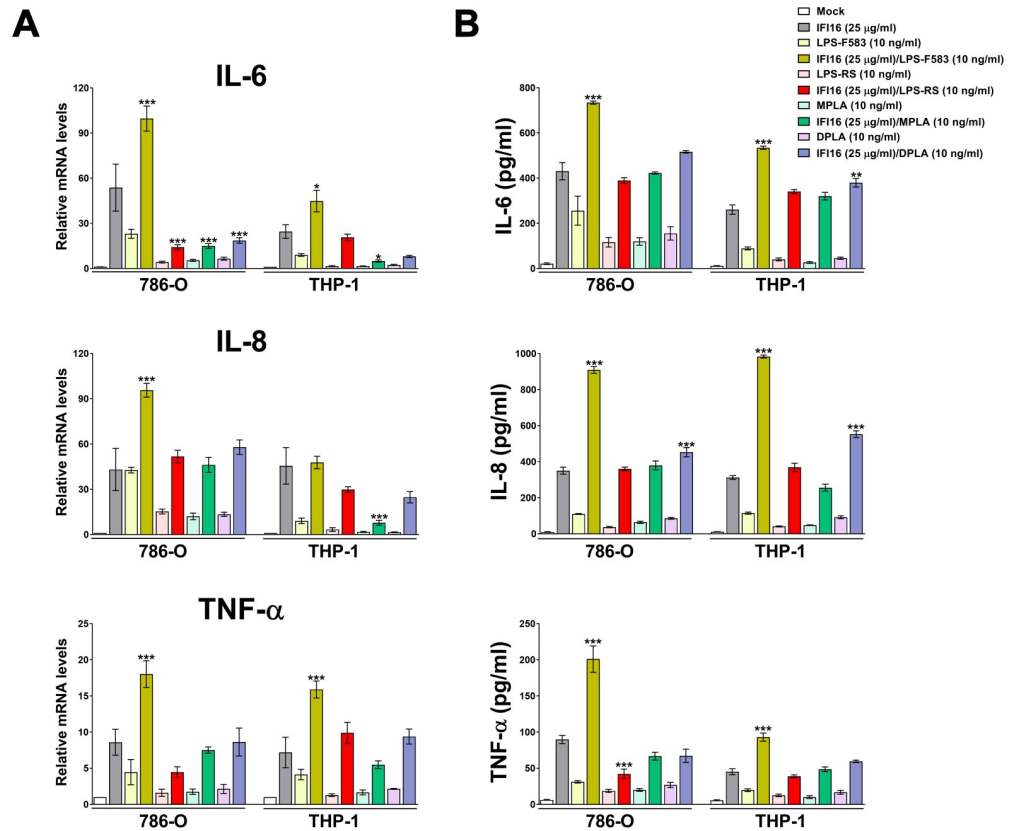 A
B
Mock
IFI16 (25 μg/ml)
LPS-F583 (10 ng/ml)
IFI16 (25 μg/ml)/LPS-F583 (10 ng/ml)
LPS-RS (10 ng/ml)
IFI16 (25 μg/ml)/LPS-RS (10 ng/ml)
MPLA (10 ng/ml)
IFI16 (25 μg/ml)/MPLA (10 ng/ml)
DPLA (10 ng/ml)
IFI16 (25 μg/ml)/DPLA (10 ng/ml)
IL-6
Relative mRNA levels
120
90
60
30
0
*** *** *** *** * *
786-O THP-1
IL-6 (pg/ml)
800
600
400
200
0
*** *** **
786-O THP-1
IL-8
Relative mRNA levels
120
90
60
30
0
*** ***
786-O THP-1
IL-8 (pg/ml)
1000
800
600
400
200
0
*** *** *** ***
786-O THP-1
TNF-α
Relative mRNA levels
25
20
15
10
5
0
*** ***
786-O THP-1
TNF-α (pg/ml)
250
200
150
100
50
0
*** *** ***
786-O THP-1